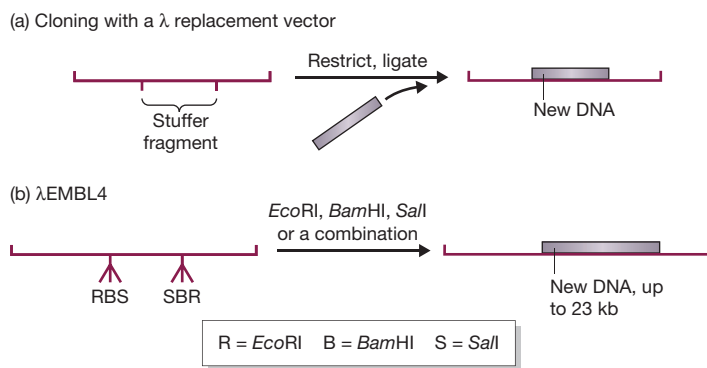 (a) Cloning with a λ replacement vector
Restrict, ligate
Stuffer
fragment
New DNA
(b) λEMBL4
EcoRI, BamHI, SalI
or a combination
RBS SBR
New DNA, up
to 23 kb
R = EcoRI B = BamHI S = SalI